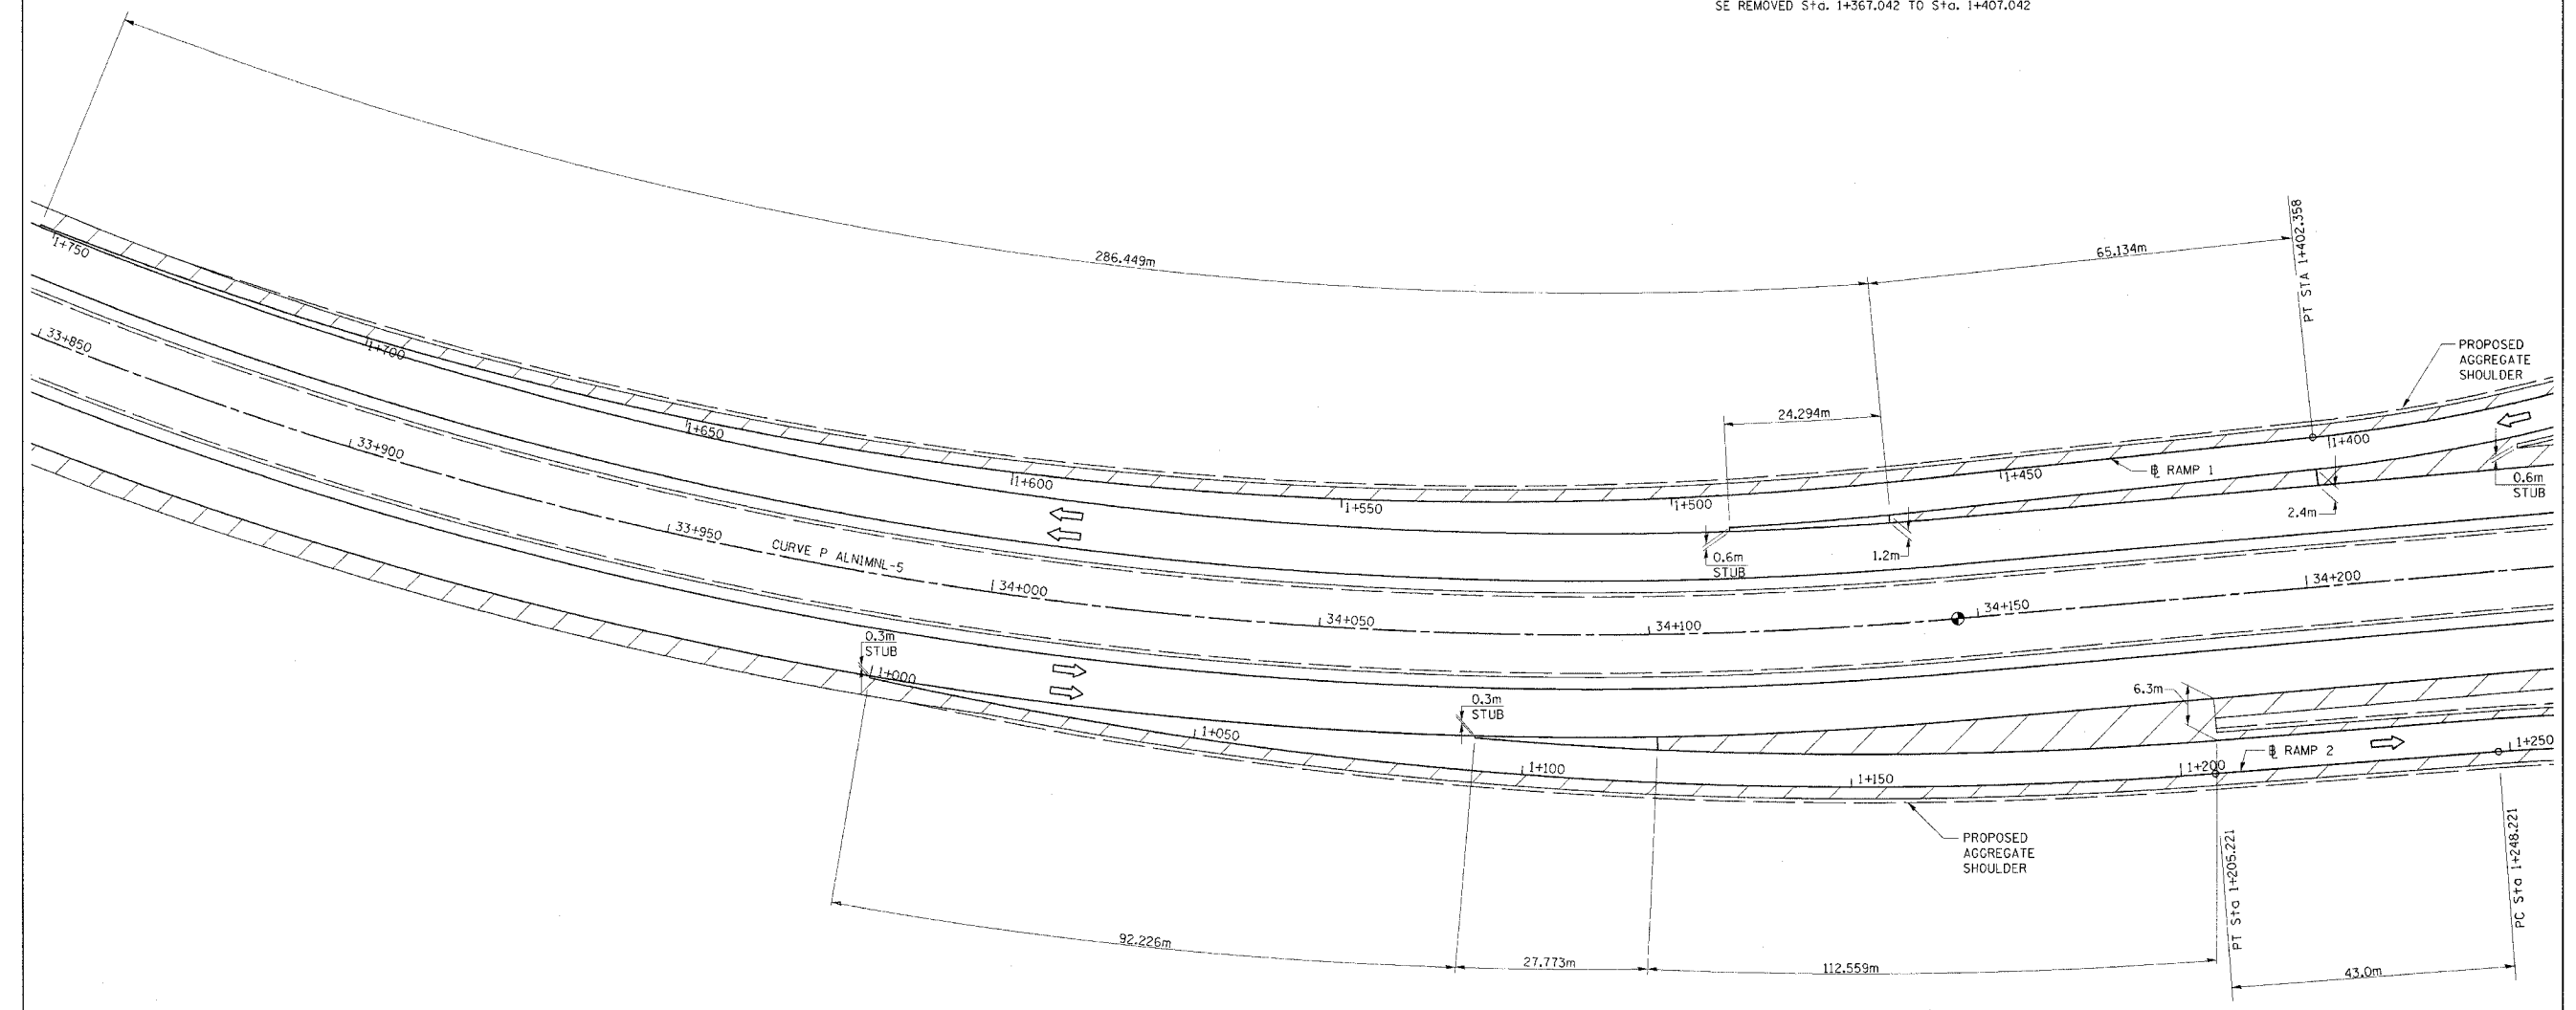 SE REMOVED Sta. 1+367.042 TO Sta. 1+407.042
286.449m
65.134m
PT STA 1+402.358
PROPOSED
AGGREGATE
SHOULDER
24.294m
1+750
1+700
1+650
1+600
1+550
1+500
1+450
1+400
RAMP 1
0.6m
STUB
2.4m
1.2m
0.6m
STUB
33+850
33+900
33+950
CURVE P ALN1MNL-5
34+000
34+050
34+100
34+150
34+200
0.3m
STUB
1+000
1+050
0.3m
STUB
1+100
1+150
1+200
6.3m
RAMP 2
1+250
PROPOSED
AGGREGATE
SHOULDER
PT Sta 1+205.221
PC Sta 1+248.221
92.226m
27.773m
112.559m
43.0m